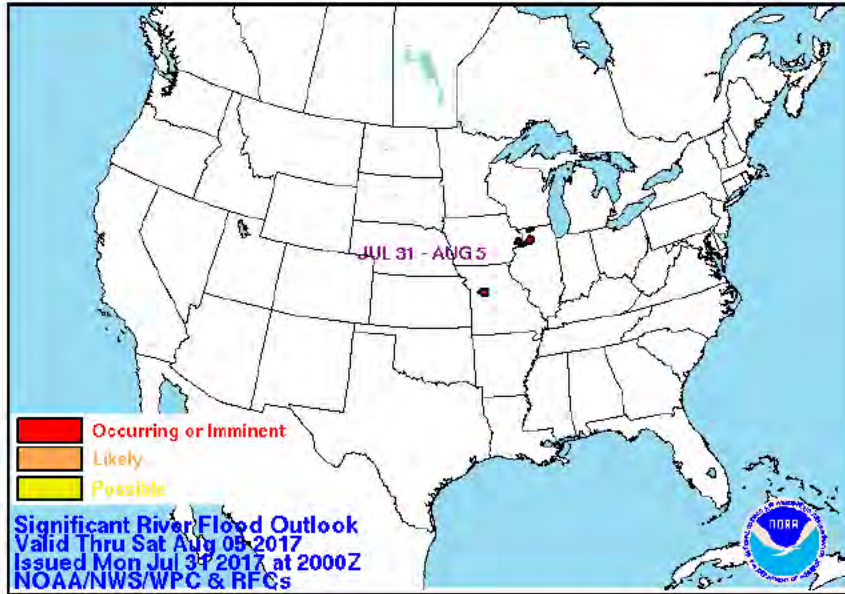 JUL 31 - AUG 5
Occurring or Imminent
Likely
Possible
Significant River Flood Outlook
Valid Thru Sat Aug 05 2017
Issued Mon Jul 31 2017 at 2000Z
NOAA/NWS/WPC & RFCs
NOAA